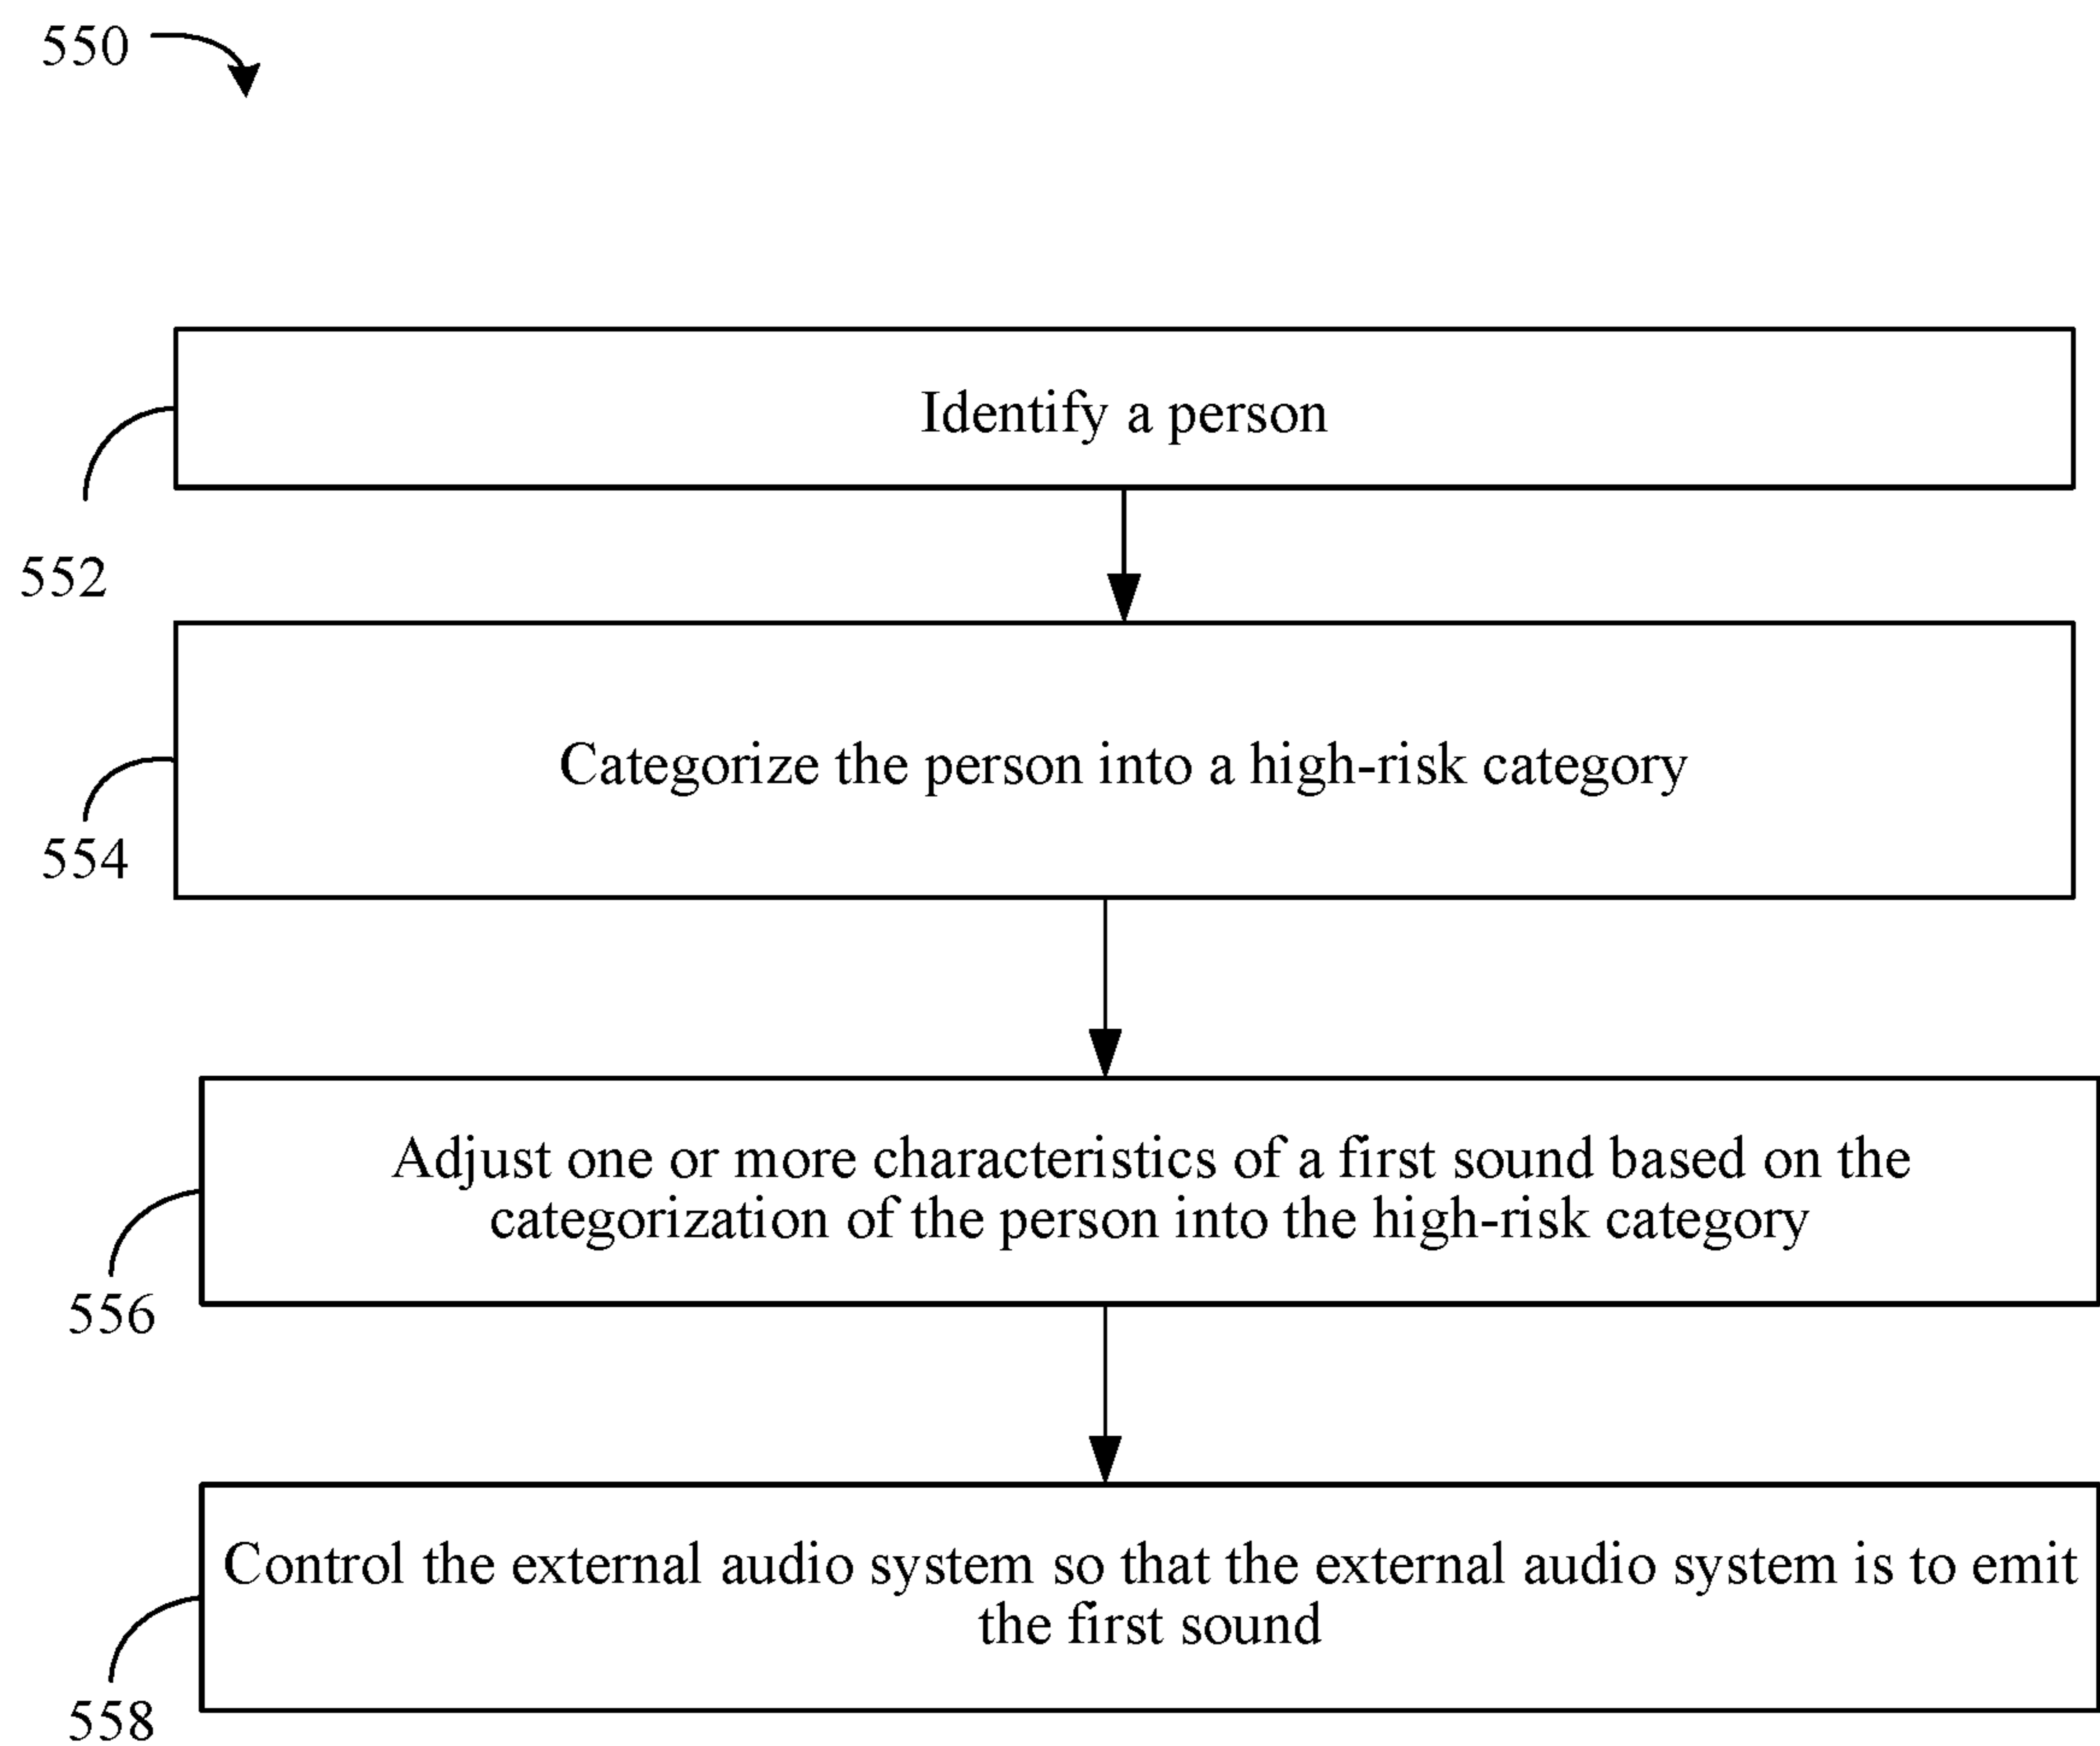 550
Identify a person
552
Categorize the person into a high-risk category
554
Adjust one or more characteristics of a first sound based on the
categorization of the person into the high-risk category
556
Control the external audio system so that the external audio system is to emit
the first sound
558